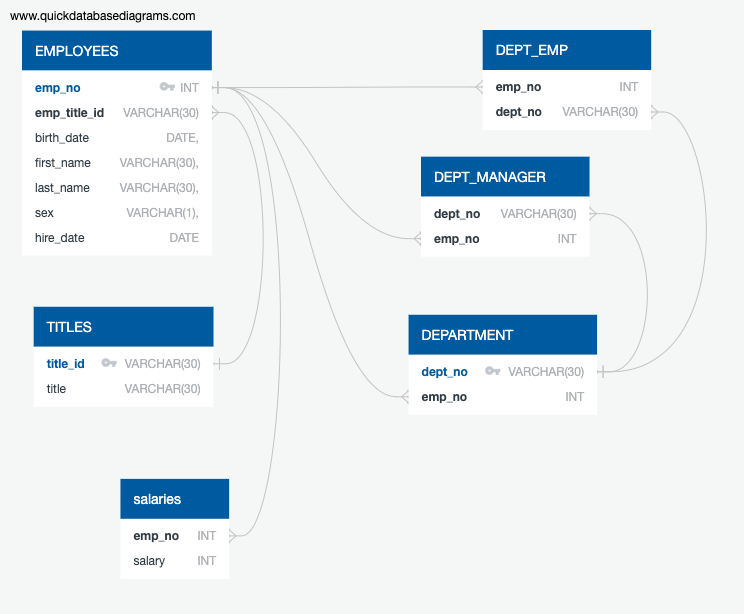 www.quickdatabasediagrams.com
EMPLOYEES
emp_no INT
emp_title_id VARCHAR(30)
birth_date DATE,
first_name VARCHAR(30),
last_name VARCHAR(30),
sex VARCHAR(1),
hire_date DATE
DEPT_EMP
emp_no INT
dept_no VARCHAR(30)
DEPT_MANAGER
dept_no VARCHAR(30)
emp_no INT
TITLES
title_id VARCHAR(30)
title VARCHAR(30)
DEPARTMENT
dept_no VARCHAR(30)
emp_no INT
salaries
emp_no INT
salary INT